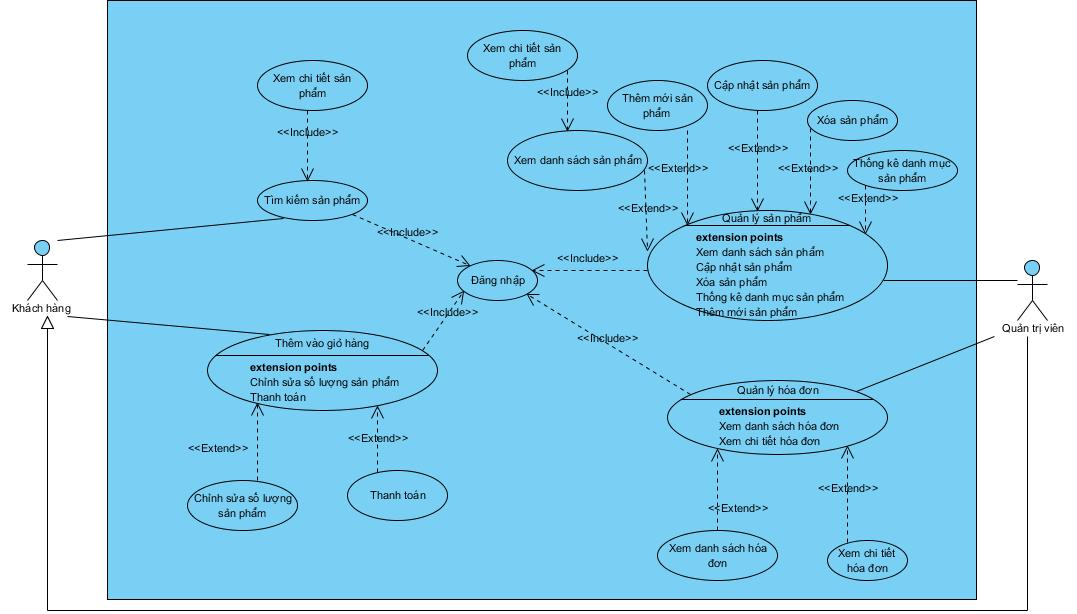 Xem chi tiết sản
phẩm
<<Include>>
Tìm kiếm sản phẩm
Xem chi tiết sản
phẩm
<<Include>>
Xem danh sách sản phẩm
Thêm mới sản
phẩm
Cập nhật sản phẩm
Xóa sản phẩm
Thống kê danh mục
sản phẩm
<<Extend>>
<<Extend>>
<<Extend>>
<<Extend>>
<<Extend>>
Quản lý sản phẩm
extension points
Xem danh sách sản phẩm
Cập nhật sản phẩm
Xóa sản phẩm
Thống kê danh mục sản phẩm
Thêm mới sản phẩm
<<Include>>
<<Include>>
Đăng nhập
Khách hàng
Quản trị viên
<<Include>>
<<Include>>
Thêm vào giỏ hàng
extension points
Chỉnh sửa số lượng sản phẩm
Thanh toán
<<Extend>>
<<Extend>>
Chỉnh sửa số lượng
sản phẩm
Thanh toán
Quản lý hóa đơn
extension points
Xem danh sách hóa đơn
Xem chi tiết hóa đơn
<<Extend>>
<<Extend>>
Xem danh sách hóa
đơn
Xem chi tiết
hóa đơn